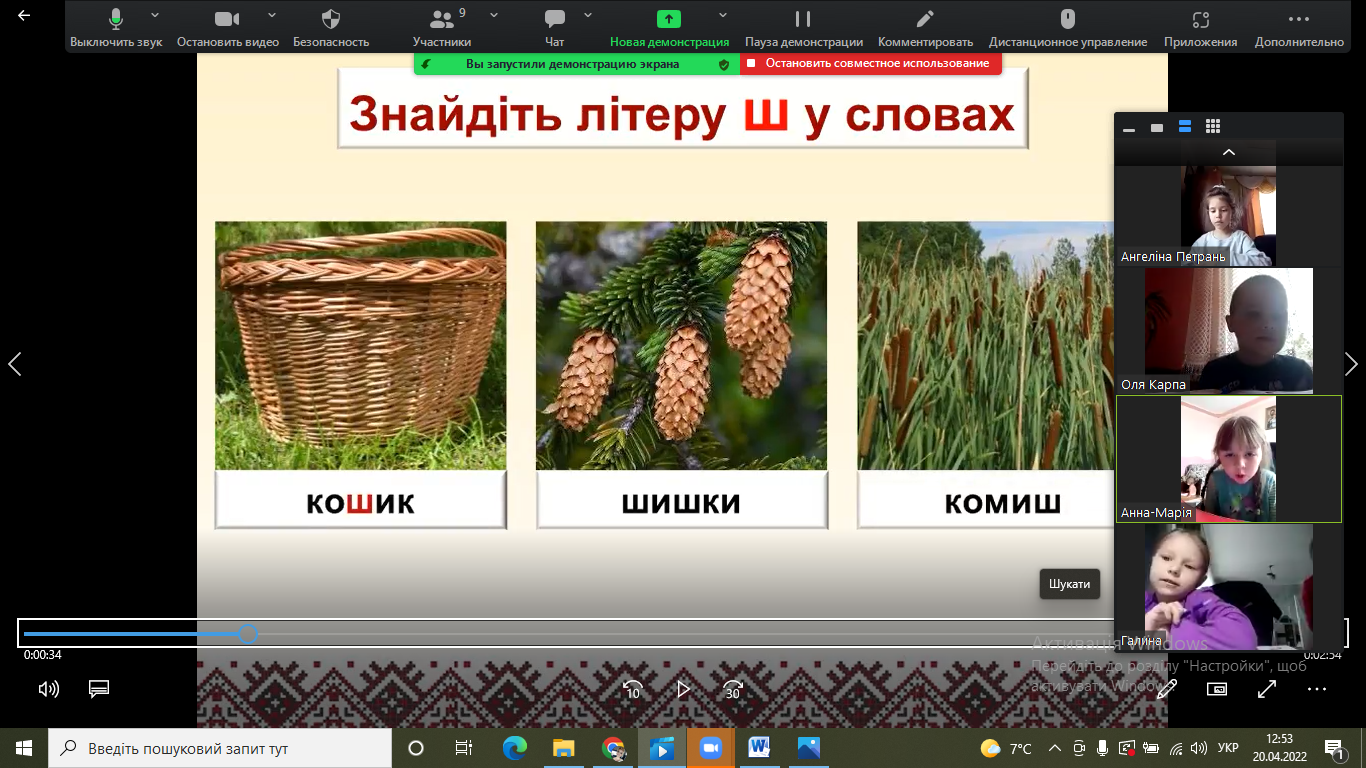 9
Выключить звук Остановить видео Безопасность Участники Чат Новая демонстрация Пауза демонстрации Комментировать Дистанционное управление Приложения Дополнительно
Вы запустили демонстрацию экрана Остановить совместное использование
Знайдіть літеру Ш у словах
Ангеліна Петрань
Оля Карпа
Анна-Марія
КОШИК ШИШКИ КОМИШ
Шукати
Галина
Активація Windows
0:00:34 0:02:54
Перейдіть до розділу "Настройки", щоб
активувати Windows
10 30
Введіть пошуковий запит тут
7°C УКР
12:53
20.04.2022
1